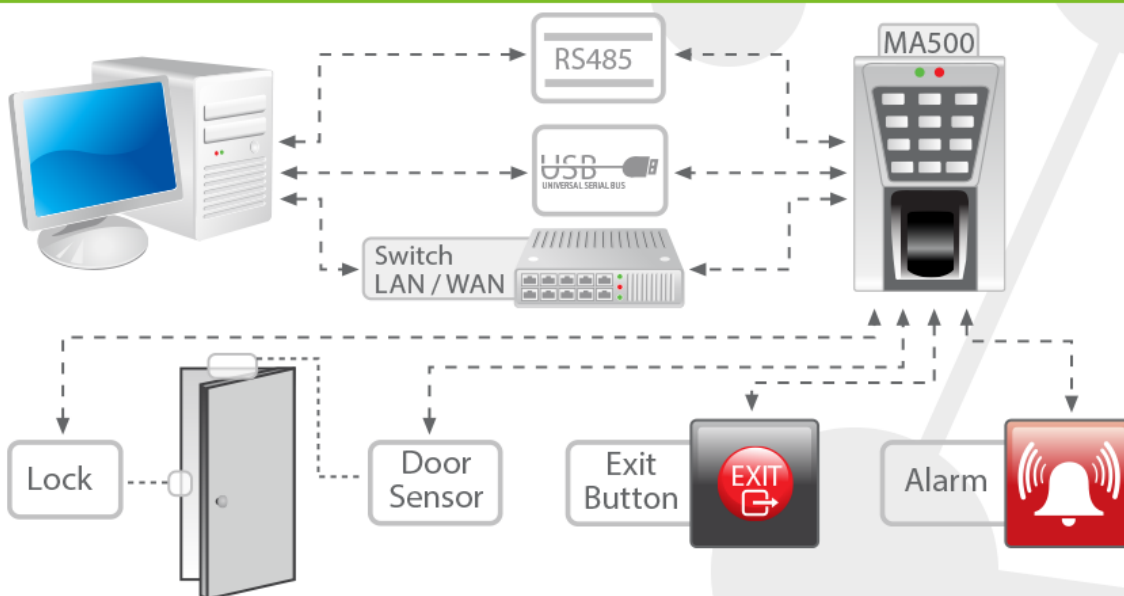 MA500
RS485
USB
UNIVERSAL SERIAL BUS
Switch
LAN / WAN
Lock
Door
Sensor
Exit
Button
EXIT
Alarm